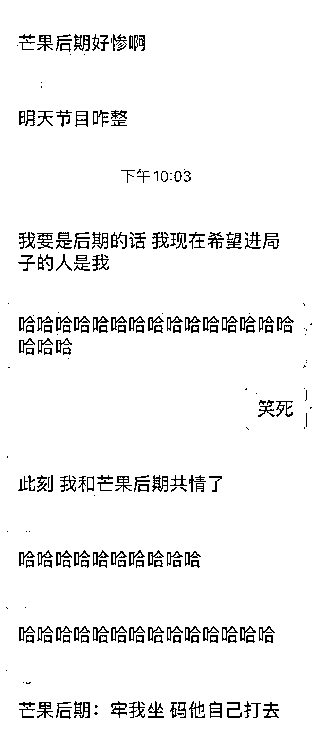 芒果后期好惨啊
明天节目咋整
下午10:03
我要是后期的话 我现在希望进局
子的人是我
哈哈哈哈哈哈哈哈哈哈哈哈哈哈哈
哈哈哈
笑死
此刻 我和芒果后期共情了
哈哈哈哈哈哈哈哈哈哈
哈哈哈哈哈哈哈哈哈哈哈哈哈哈
芒果后期：牢我坐 码他自己打去